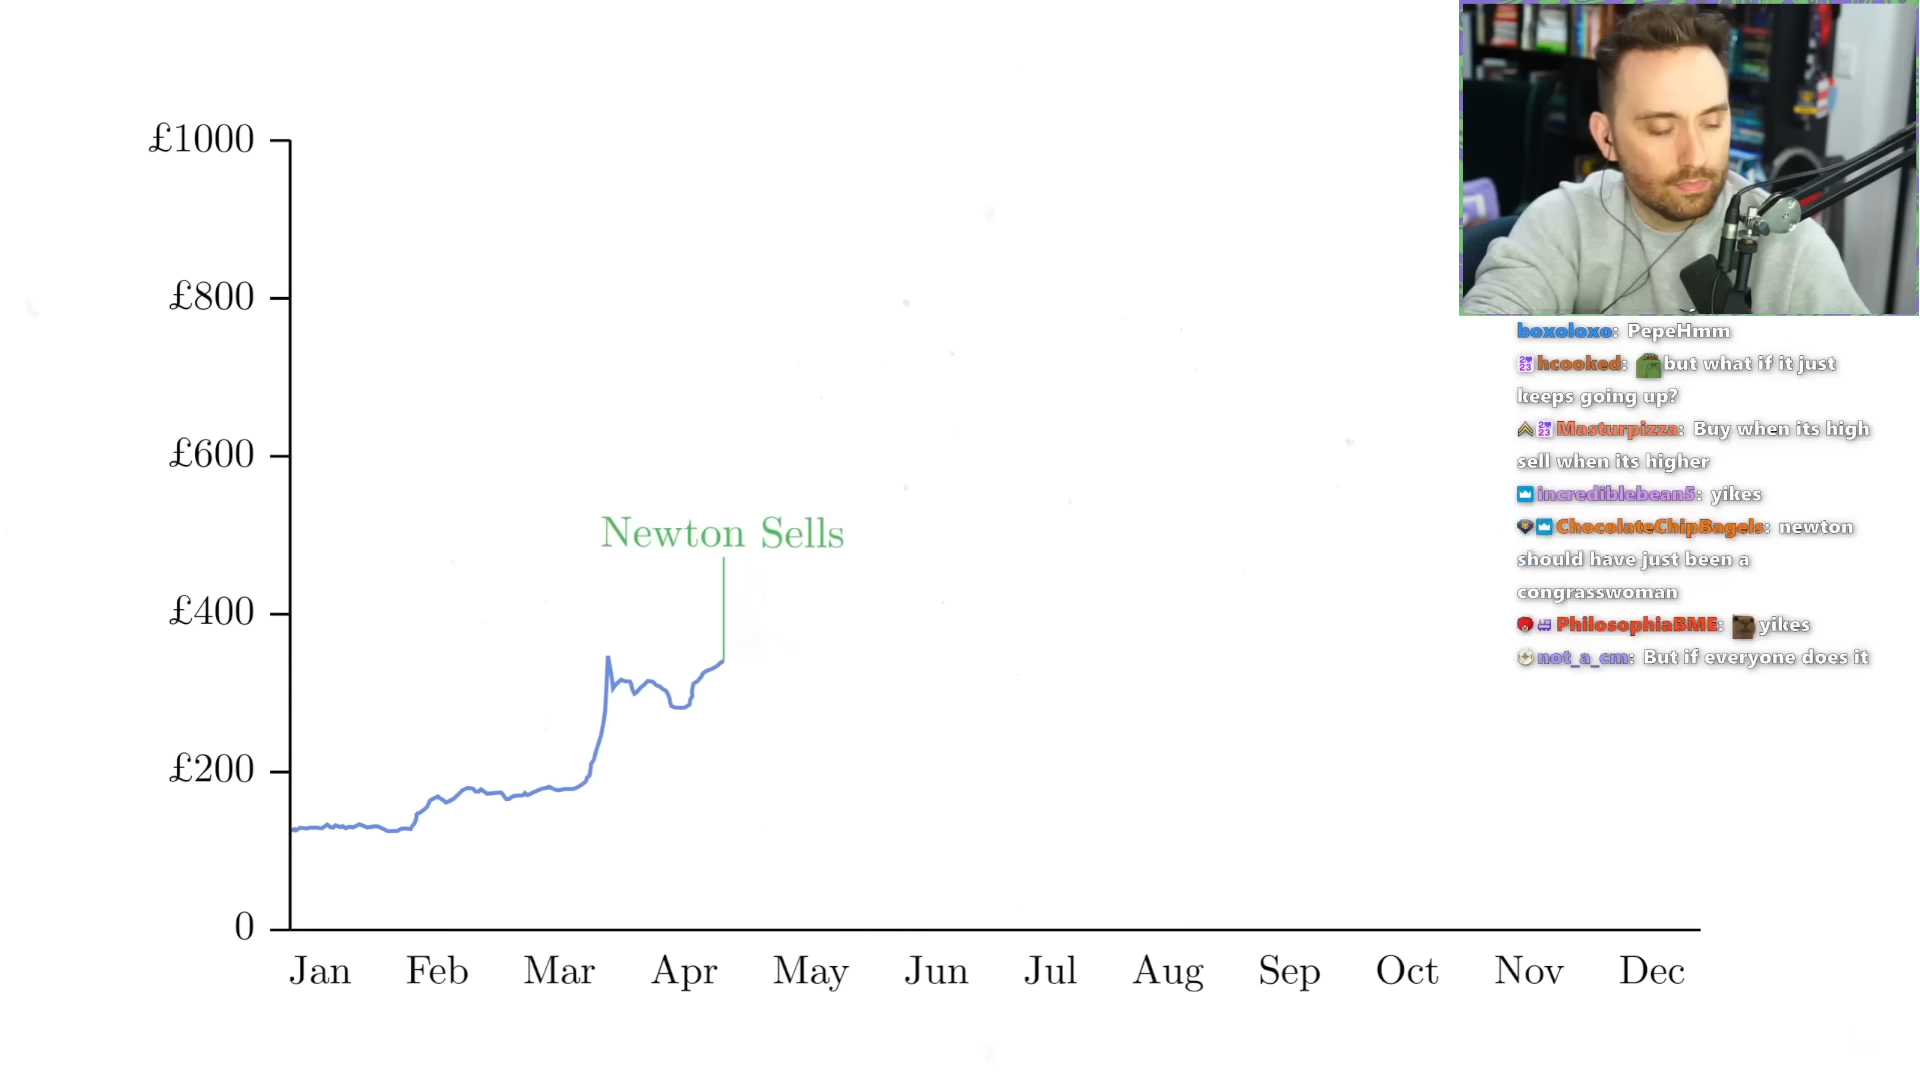 £1000
£800
£600
£400
£200
0
Newton Sells
Jan Feb Mar Apr May Jun Jul Aug Sep Oct Nov Dec
boxoloxo: PepeHmm
hcooked: but what if it just
keeps going up?
Masturpizza: Buy when its high
sell when its higher
incrediblebean5: yikes
ChocolateChipBagels: newton
should have just been a
congrasswoman
PhilosophiaBME: yikes
not_a_cm: But if everyone does it